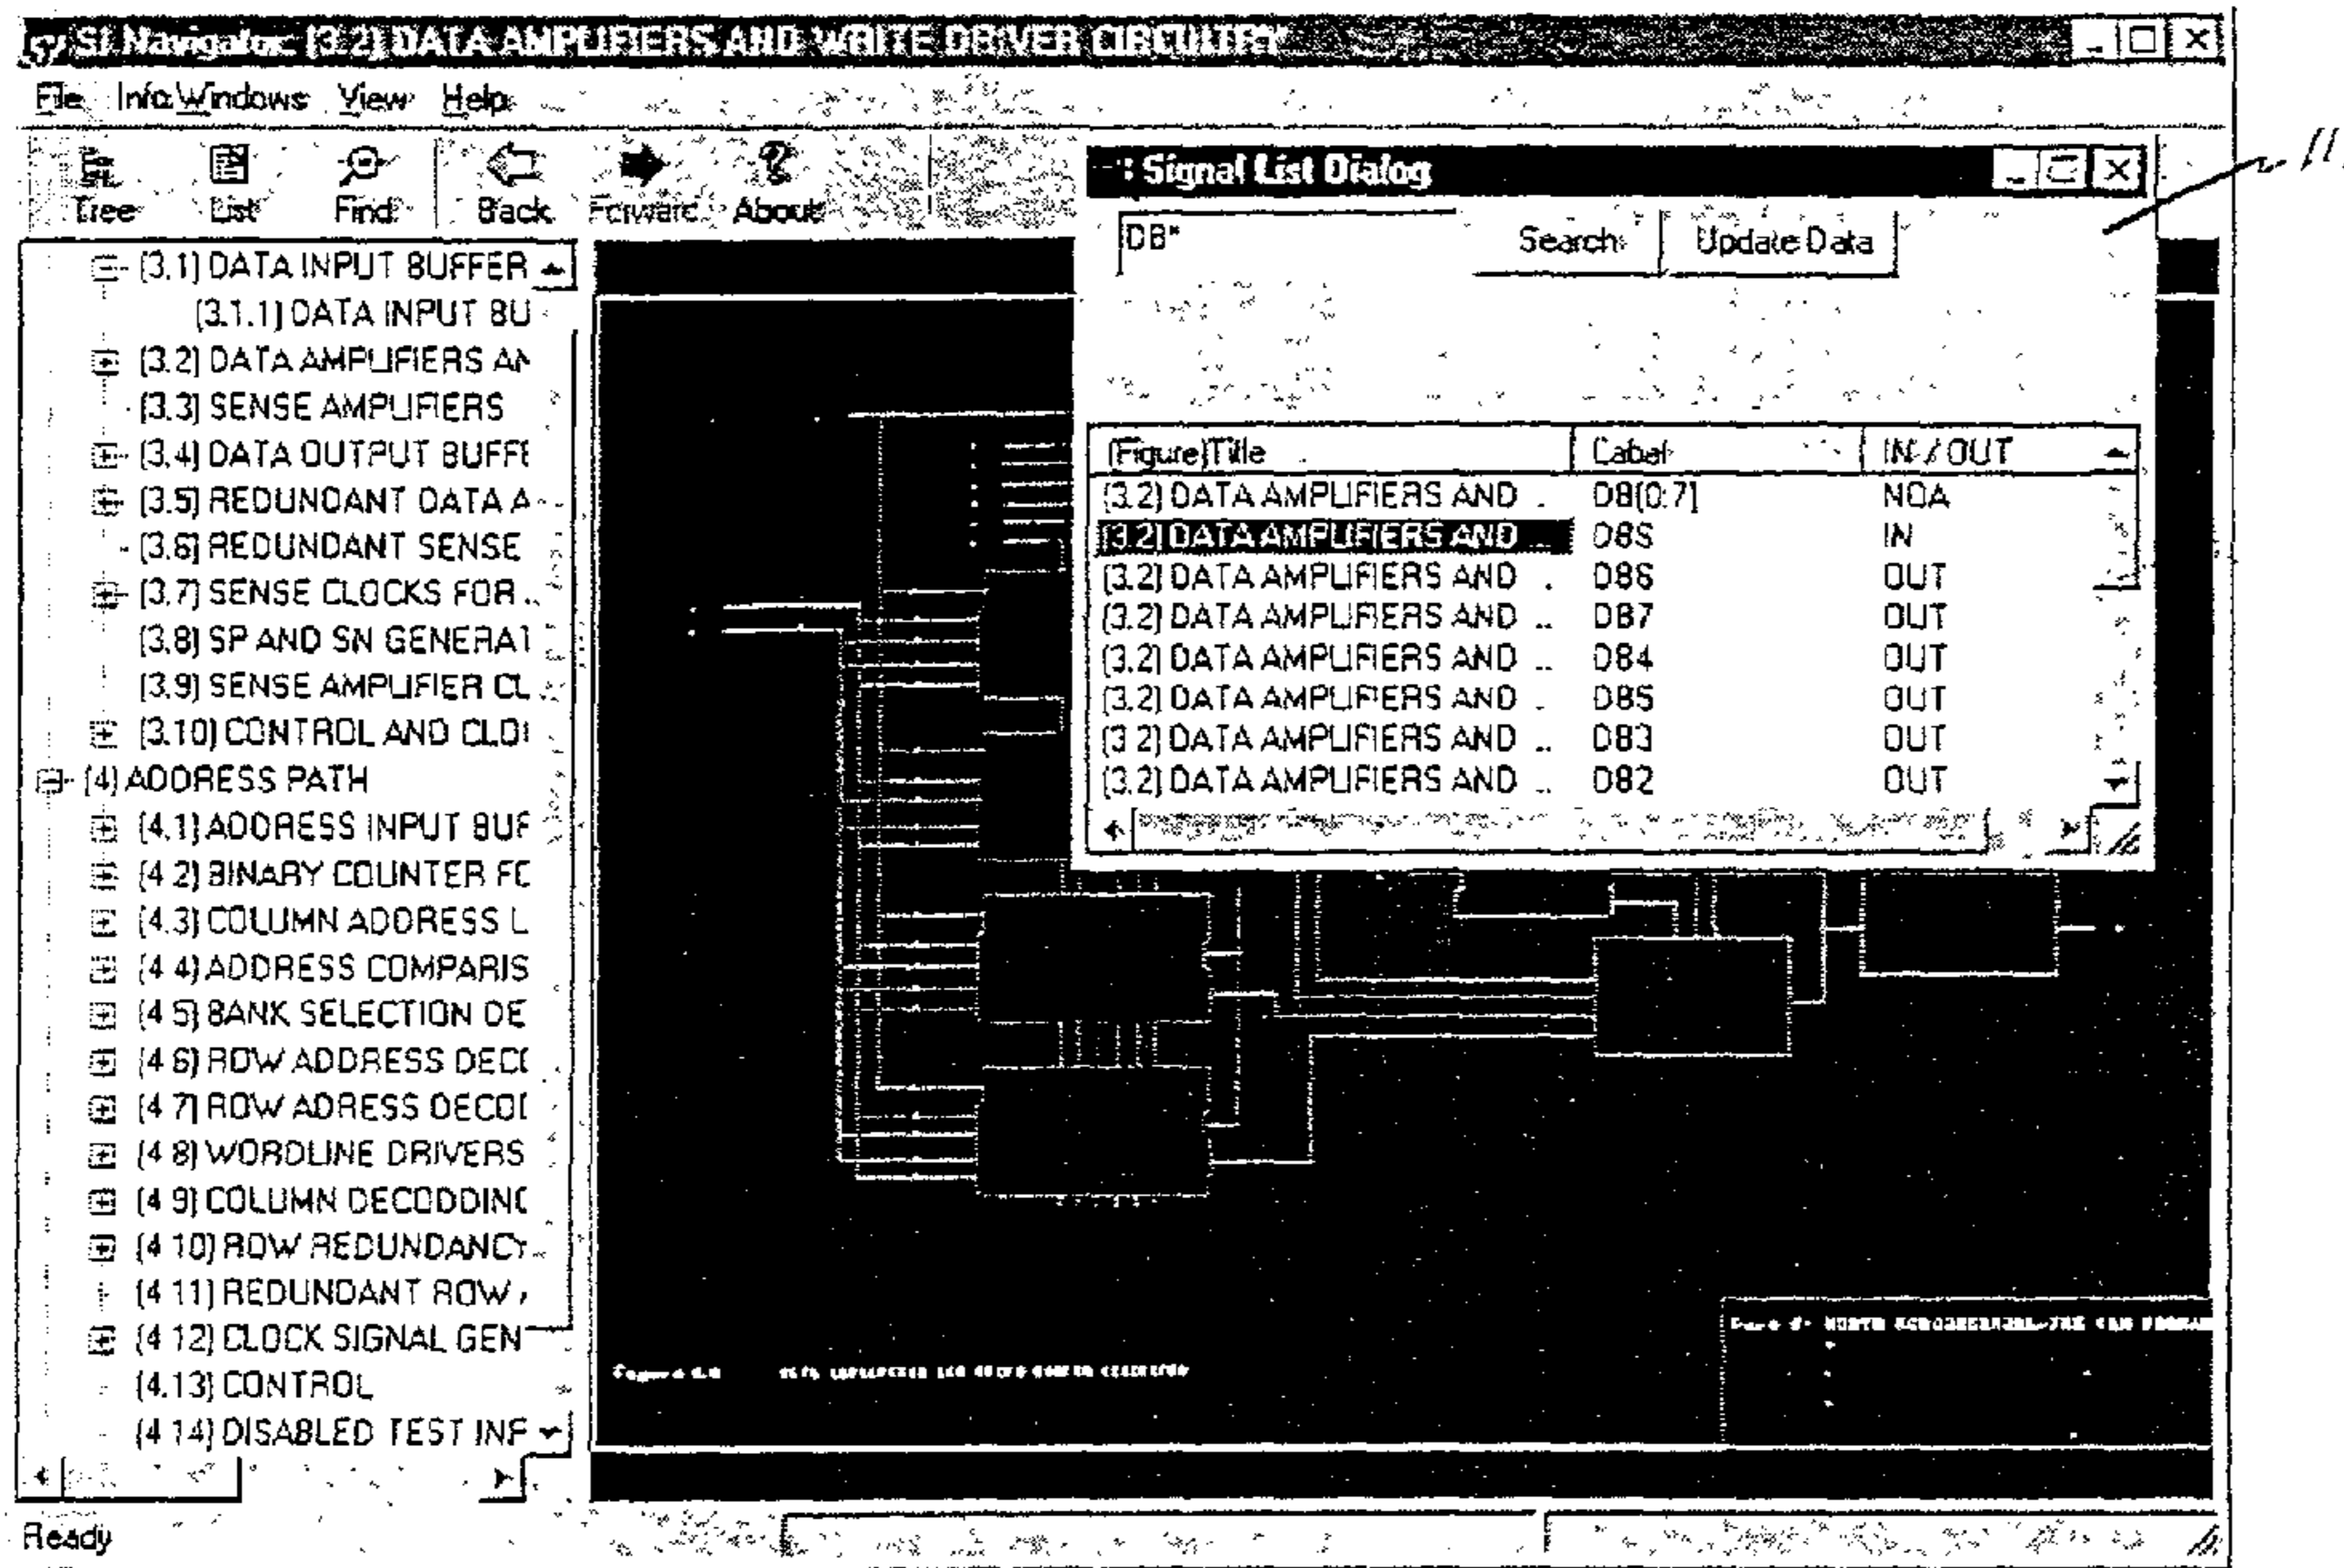 SI Navigator: [3.2] DATA AMPLIFIERS AND WRITE DRIVER CIRCUITRY
File Info Windows View Help
Tree List Find Back Forward About
[3.1] DATA INPUT BUFFER
[3.1.1] DATA INPUT BU
[3.2] DATA AMPLIFIERS AN
[3.3] SENSE AMPLIFIERS
[3.4] DATA OUTPUT BUFFE
[3.5] REDUNDANT DATA A
[3.6] REDUNDANT SENSE
[3.7] SENSE CLOCKS FOR ..
[3.8] SP AND SN GENERAT
[3.9] SENSE AMPLIFIER CL
[3.10] CONTROL AND CLO
[4] ADDRESS PATH
[4.1] ADDRESS INPUT BUF
[4.2] BINARY COUNTER FC
[4.3] COLUMN ADDRESS L
[4.4] ADDRESS COMPARIS
[4.5] BANK SELECTION DE
[4.6] ROW ADDRESS DEC
[4.7] ROW ADRESS DECO
[4.8] WORDLINE DRIVERS
[4.9] COLUMN DECODDING
[4.10] ROW REDUNDANCY
[4.11] REDUNDANT ROW
[4.12] CLOCK SIGNAL GEN
[4.13] CONTROL
[4.14] DISABLED TEST INF
Signal List Dialog
DB*
Search Update Data
[Figure]Title Label IN / OUT
[3.2] DATA AMPLIFIERS AND .. DB[0:7] NOA
[3.2] DATA AMPLIFIERS AND .. DBS IN
[3.2] DATA AMPLIFIERS AND .. DB6 OUT
[3.2] DATA AMPLIFIERS AND .. DB7 OUT
[3.2] DATA AMPLIFIERS AND .. DB4 OUT
[3.2] DATA AMPLIFIERS AND .. DB5 OUT
[3.2] DATA AMPLIFIERS AND .. DB3 OUT
[3.2] DATA AMPLIFIERS AND .. DB2 OUT
Ready